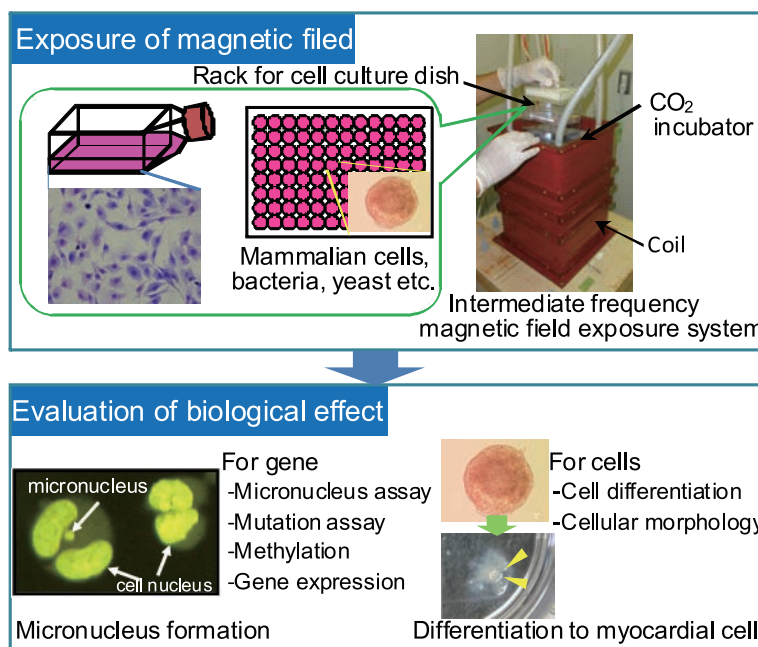 Exposure of magnetic filed
Rack for cell culture dish
CO2
incubator
Coil
Mammalian cells,
bacteria, yeast etc.
Intermediate frequency
magnetic field exposure system
Evaluation of biological effect
micronucleus
cell nucleus
For gene
-Micronucleus assay
-Mutation assay
-Methylation
-Gene expression
Micronucleus formation
For cells
-Cell differentiation
-Cellular morphology
Differentiation to myocardial cell